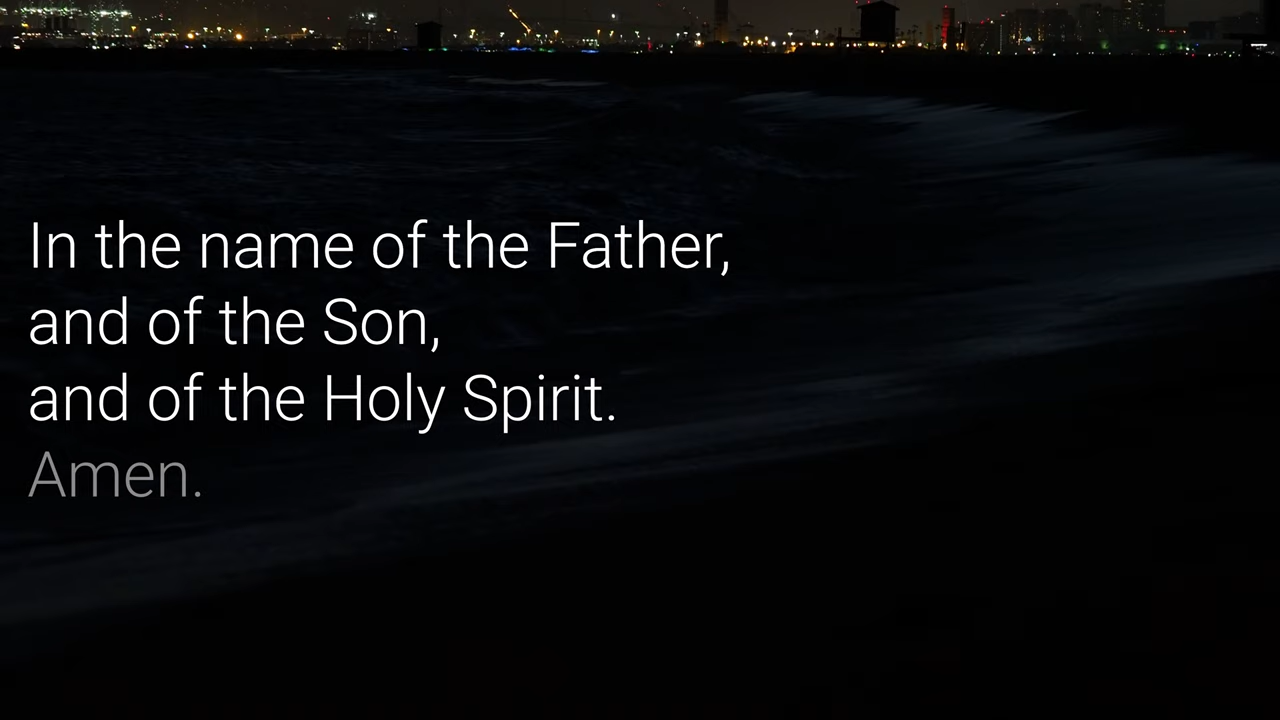 In the name of the Father,
and of the Son,
and of the Holy Spirit.
Amen.